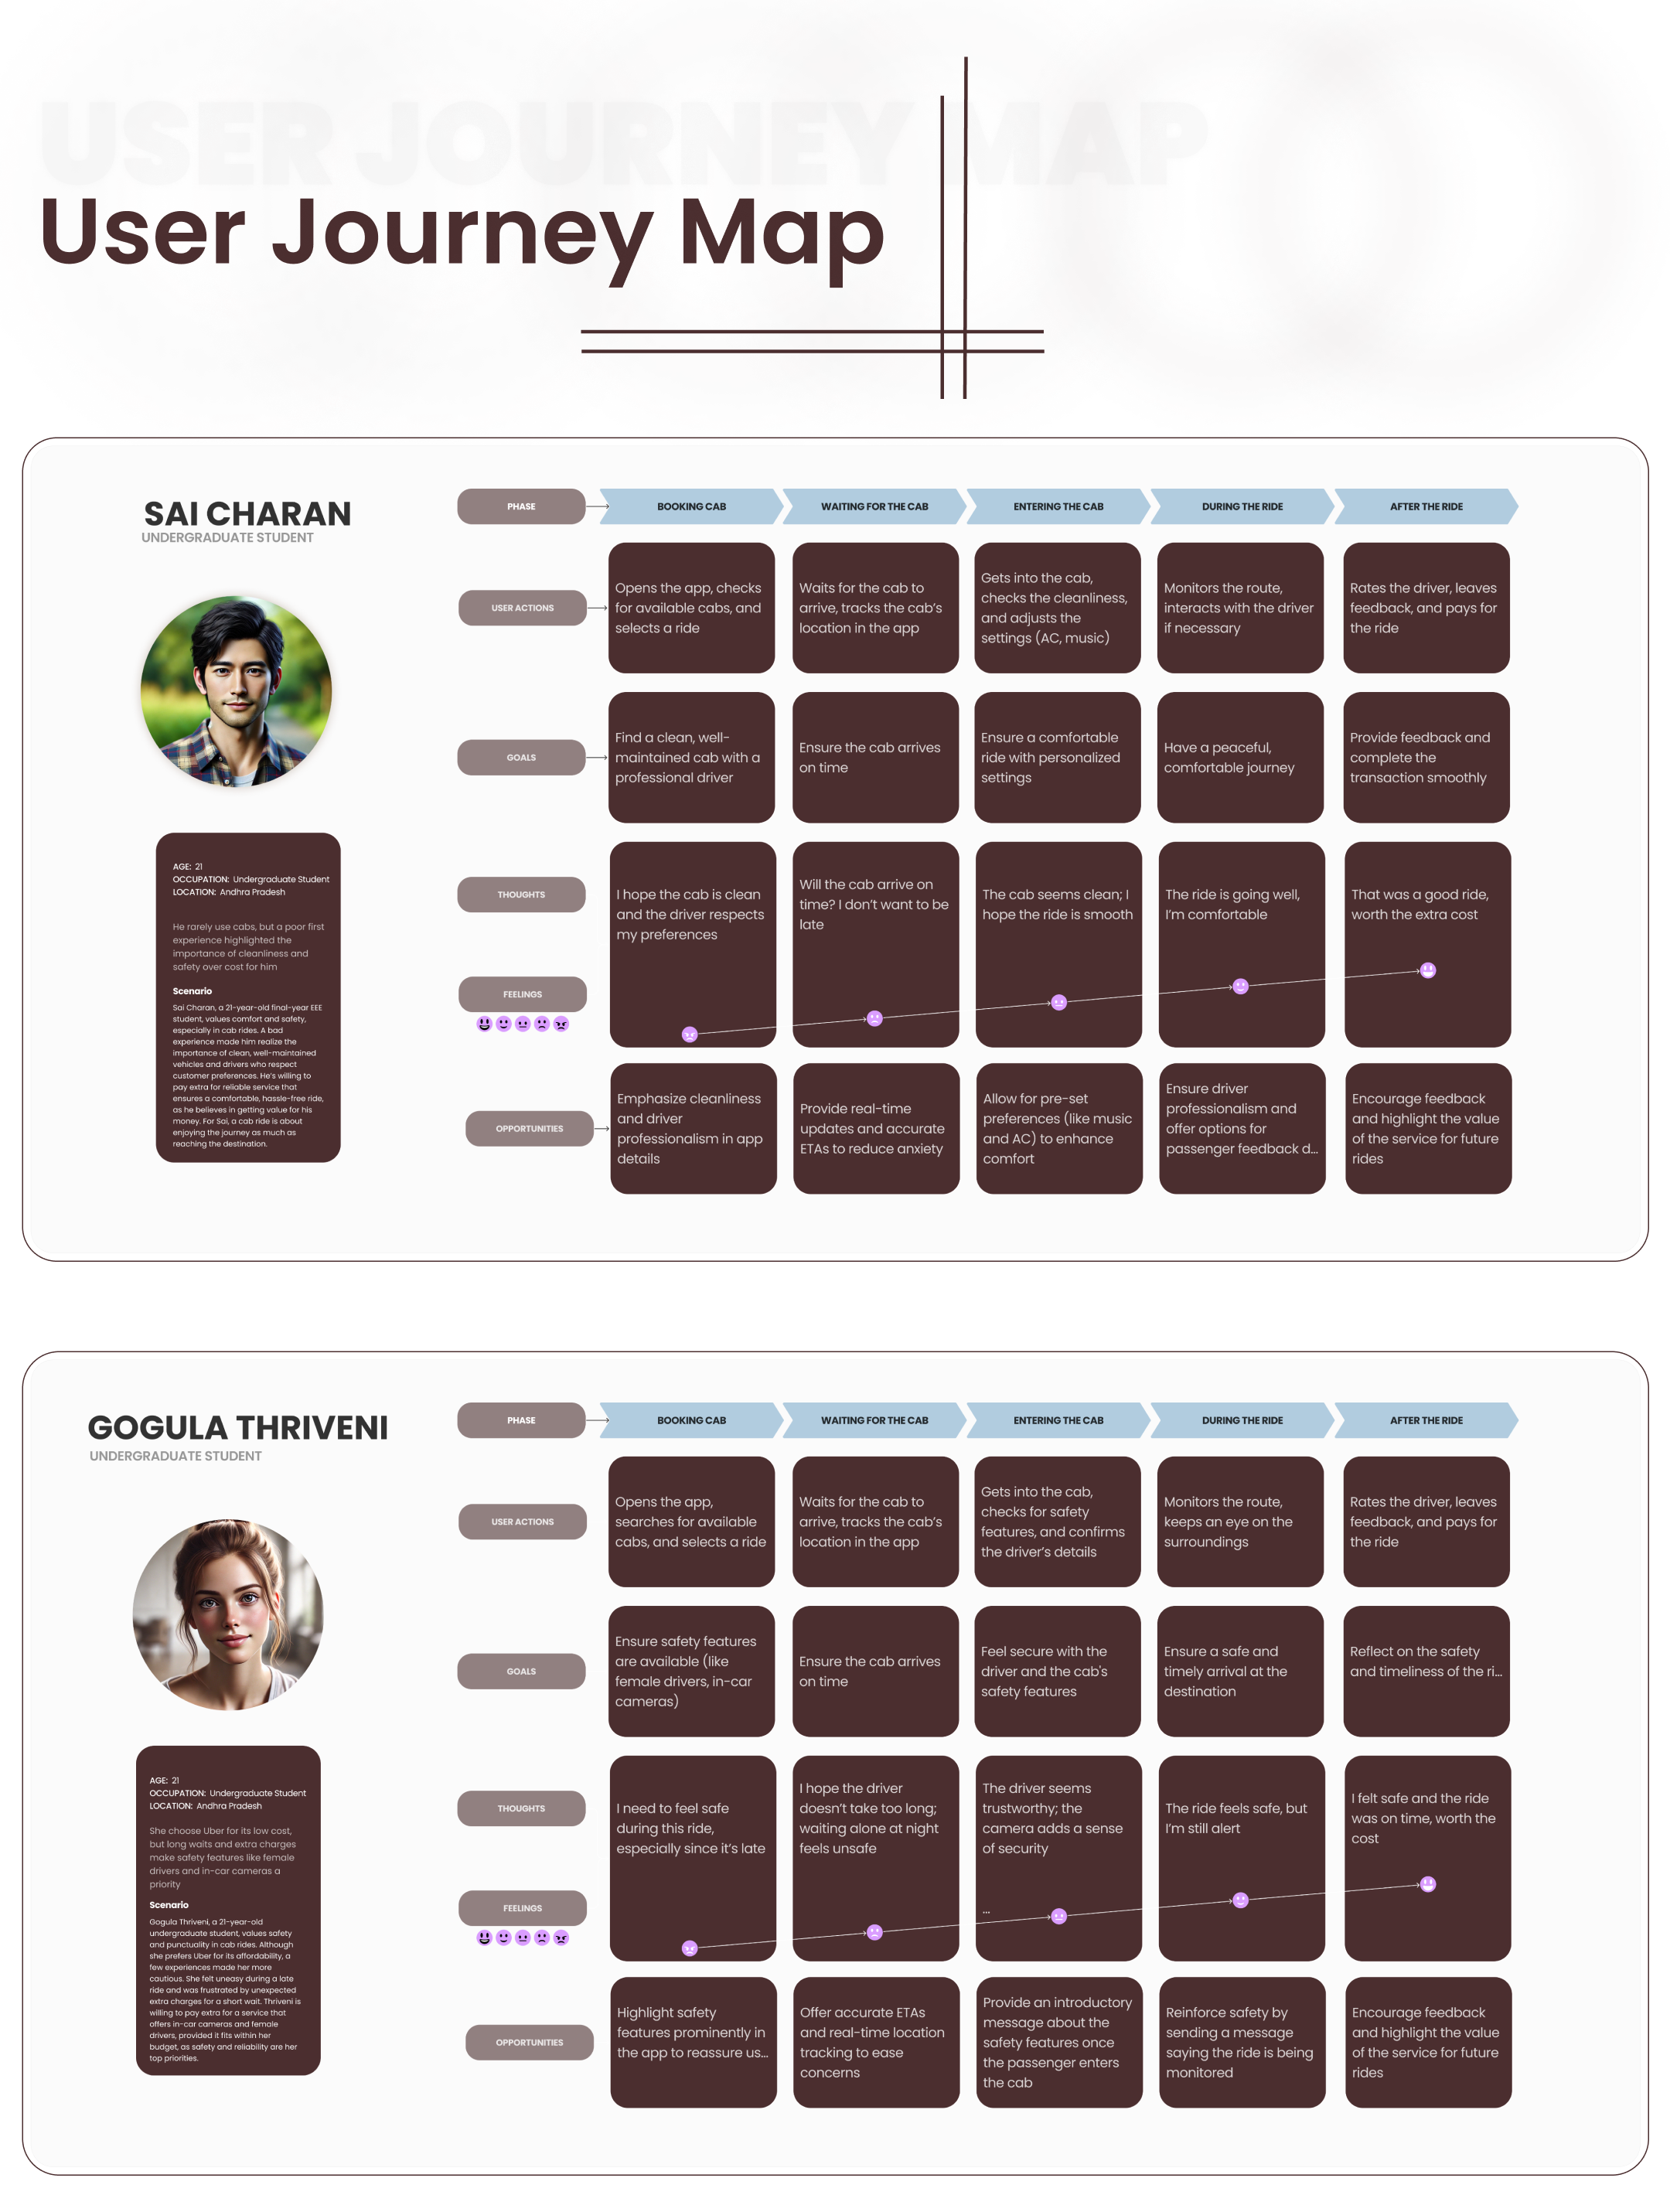 USER JOURNEY MAP
User Journey Map
SAI CHARAN
UNDERGRADUATE STUDENT
AGE: 21
OCCUPATION: Undergraduate Student
LOCATION: Andhra Pradesh
He rarely use cabs, but a poor first
experience highlighted the
importance of cleanliness and
safety over cost for him
Scenario
Sai Charan, a 21-year-old final-year EEE
student, values comfort and safety,
especially in cab rides. A bad
experience made him realize the
importance of clean, well-maintained
vehicles and drivers who respect
customer preferences. He's willing to
pay extra for reliable service that
ensures a comfortable, hassle-free ride,
as he believes in getting value for his
money. For Sai, a cab ride is about
enjoying the journey as much as
reaching the destination.
PHASE
BOOKING CAB
WAITING FOR THE CAB
ENTERING THE CAB
DURING THE RIDE
AFTER THE RIDE
USER ACTIONS
Opens the app, checks
for available cabs, and
selects a ride
Waits for the cab to
arrive, tracks the cab's
location in the app
Gets into the cab,
checks the cleanliness,
and adjusts the
settings (AC, music)
Monitors the route,
interacts with the driver
if necessary
Rates the driver, leaves
feedback, and pays for
the ride
GOALS
Find a clean, well-
maintained cab with a
professional driver
Ensure the cab arrives
on time
Ensure a comfortable
ride with personalized
settings
Have a peaceful,
comfortable journey
Provide feedback and
complete the
transaction smoothly
THOUGHTS
I hope the cab is clean
and the driver respects
my preferences
Will the cab arrive on
time? I don't want to be
late
The cab seems clean; I
hope the ride is smooth
The ride is going well,
I'm comfortable
That was a good ride,
worth the extra cost
FEELINGS
OPPORTUNITIES
Emphasize cleanliness
and driver
professionalism in app
details
Provide real-time
updates and accurate
ETAs to reduce anxiety
Allow for pre-set
preferences (like music
and AC) to enhance
comfort
Ensure driver
professionalism and
offer options for
passenger feedback d...
Encourage feedback
and highlight the value
of the service for future
rides
GOGULA THRIVENI
UNDERGRADUATE STUDENT
AGE: 21
OCCUPATION: Undergraduate Student
LOCATION: Andhra Pradesh
She choose Uber for its low cost,
but long waits and extra charges
make safety features like female
drivers and in-car cameras a
priority
Scenario
Gogula Thriveni, a 21-year-old
undergraduate student, values safety
and punctuality in cab rides. Although
she prefers Uber for its affordability, a
few experiences made her more
cautious. She felt uneasy during a late
ride and was frustrated by unexpected
extra charges for a short wait. Thriveni is
willing to pay extra for a service that
offers in-car cameras and female
drivers, provided it fits within her
budget, as safety and reliability are her
top priorities.
PHASE
BOOKING CAB
WAITING FOR THE CAB
ENTERING THE CAB
DURING THE RIDE
AFTER THE RIDE
USER ACTIONS
Opens the app,
searches for available
cabs, and selects a ride
Waits for the cab to
arrive, tracks the cab's
location in the app
Gets into the cab,
checks for safety
features, and confirms
the driver's details
Monitors the route,
keeps an eye on the
surroundings
Rates the driver, leaves
feedback, and pays for
the ride
GOALS
Ensure safety features
are available (like
female drivers, in-car
cameras)
Ensure the cab arrives
on time
Feel secure with the
driver and the cab's
safety features
Ensure a safe and
timely arrival at the
destination
Reflect on the safety
and timeliness of the ri...
THOUGHTS
I need to feel safe
during this ride,
especially since it's late
I hope the driver
doesn't take too long;
waiting alone at night
feels unsafe
The driver seems
trustworthy; the
camera adds a sense
of security
...
The ride feels safe, but
I'm still alert
I felt safe and the ride
was on time, worth the
cost
FEELINGS
OPPORTUNITIES
Highlight safety
features prominently in
the app to reassure us...
Offer accurate ETAs
and real-time location
tracking to ease
concerns
Provide an introductory
message about the
safety features once
the passenger enters
the cab
Reinforce safety by
sending a message
saying the ride is being
monitored
Encourage feedback
and highlight the value
of the service for future
rides